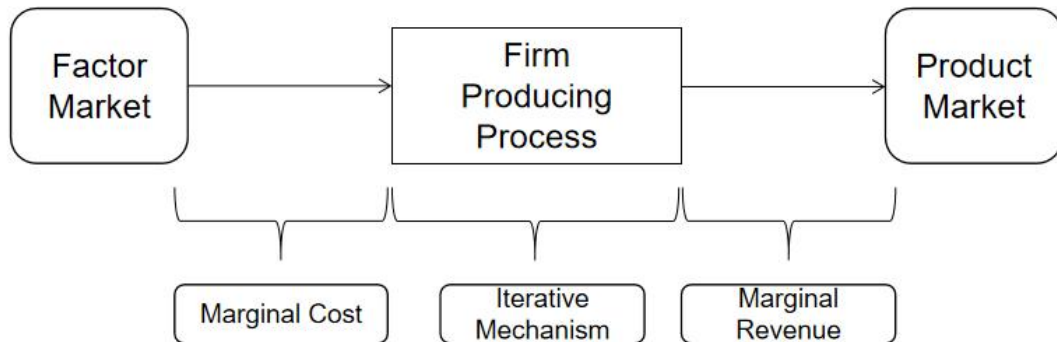 Factor
Market
Firm
Producing
Process
Product
Market
Marginal Cost
Iterative
Mechanism
Marginal
Revenue